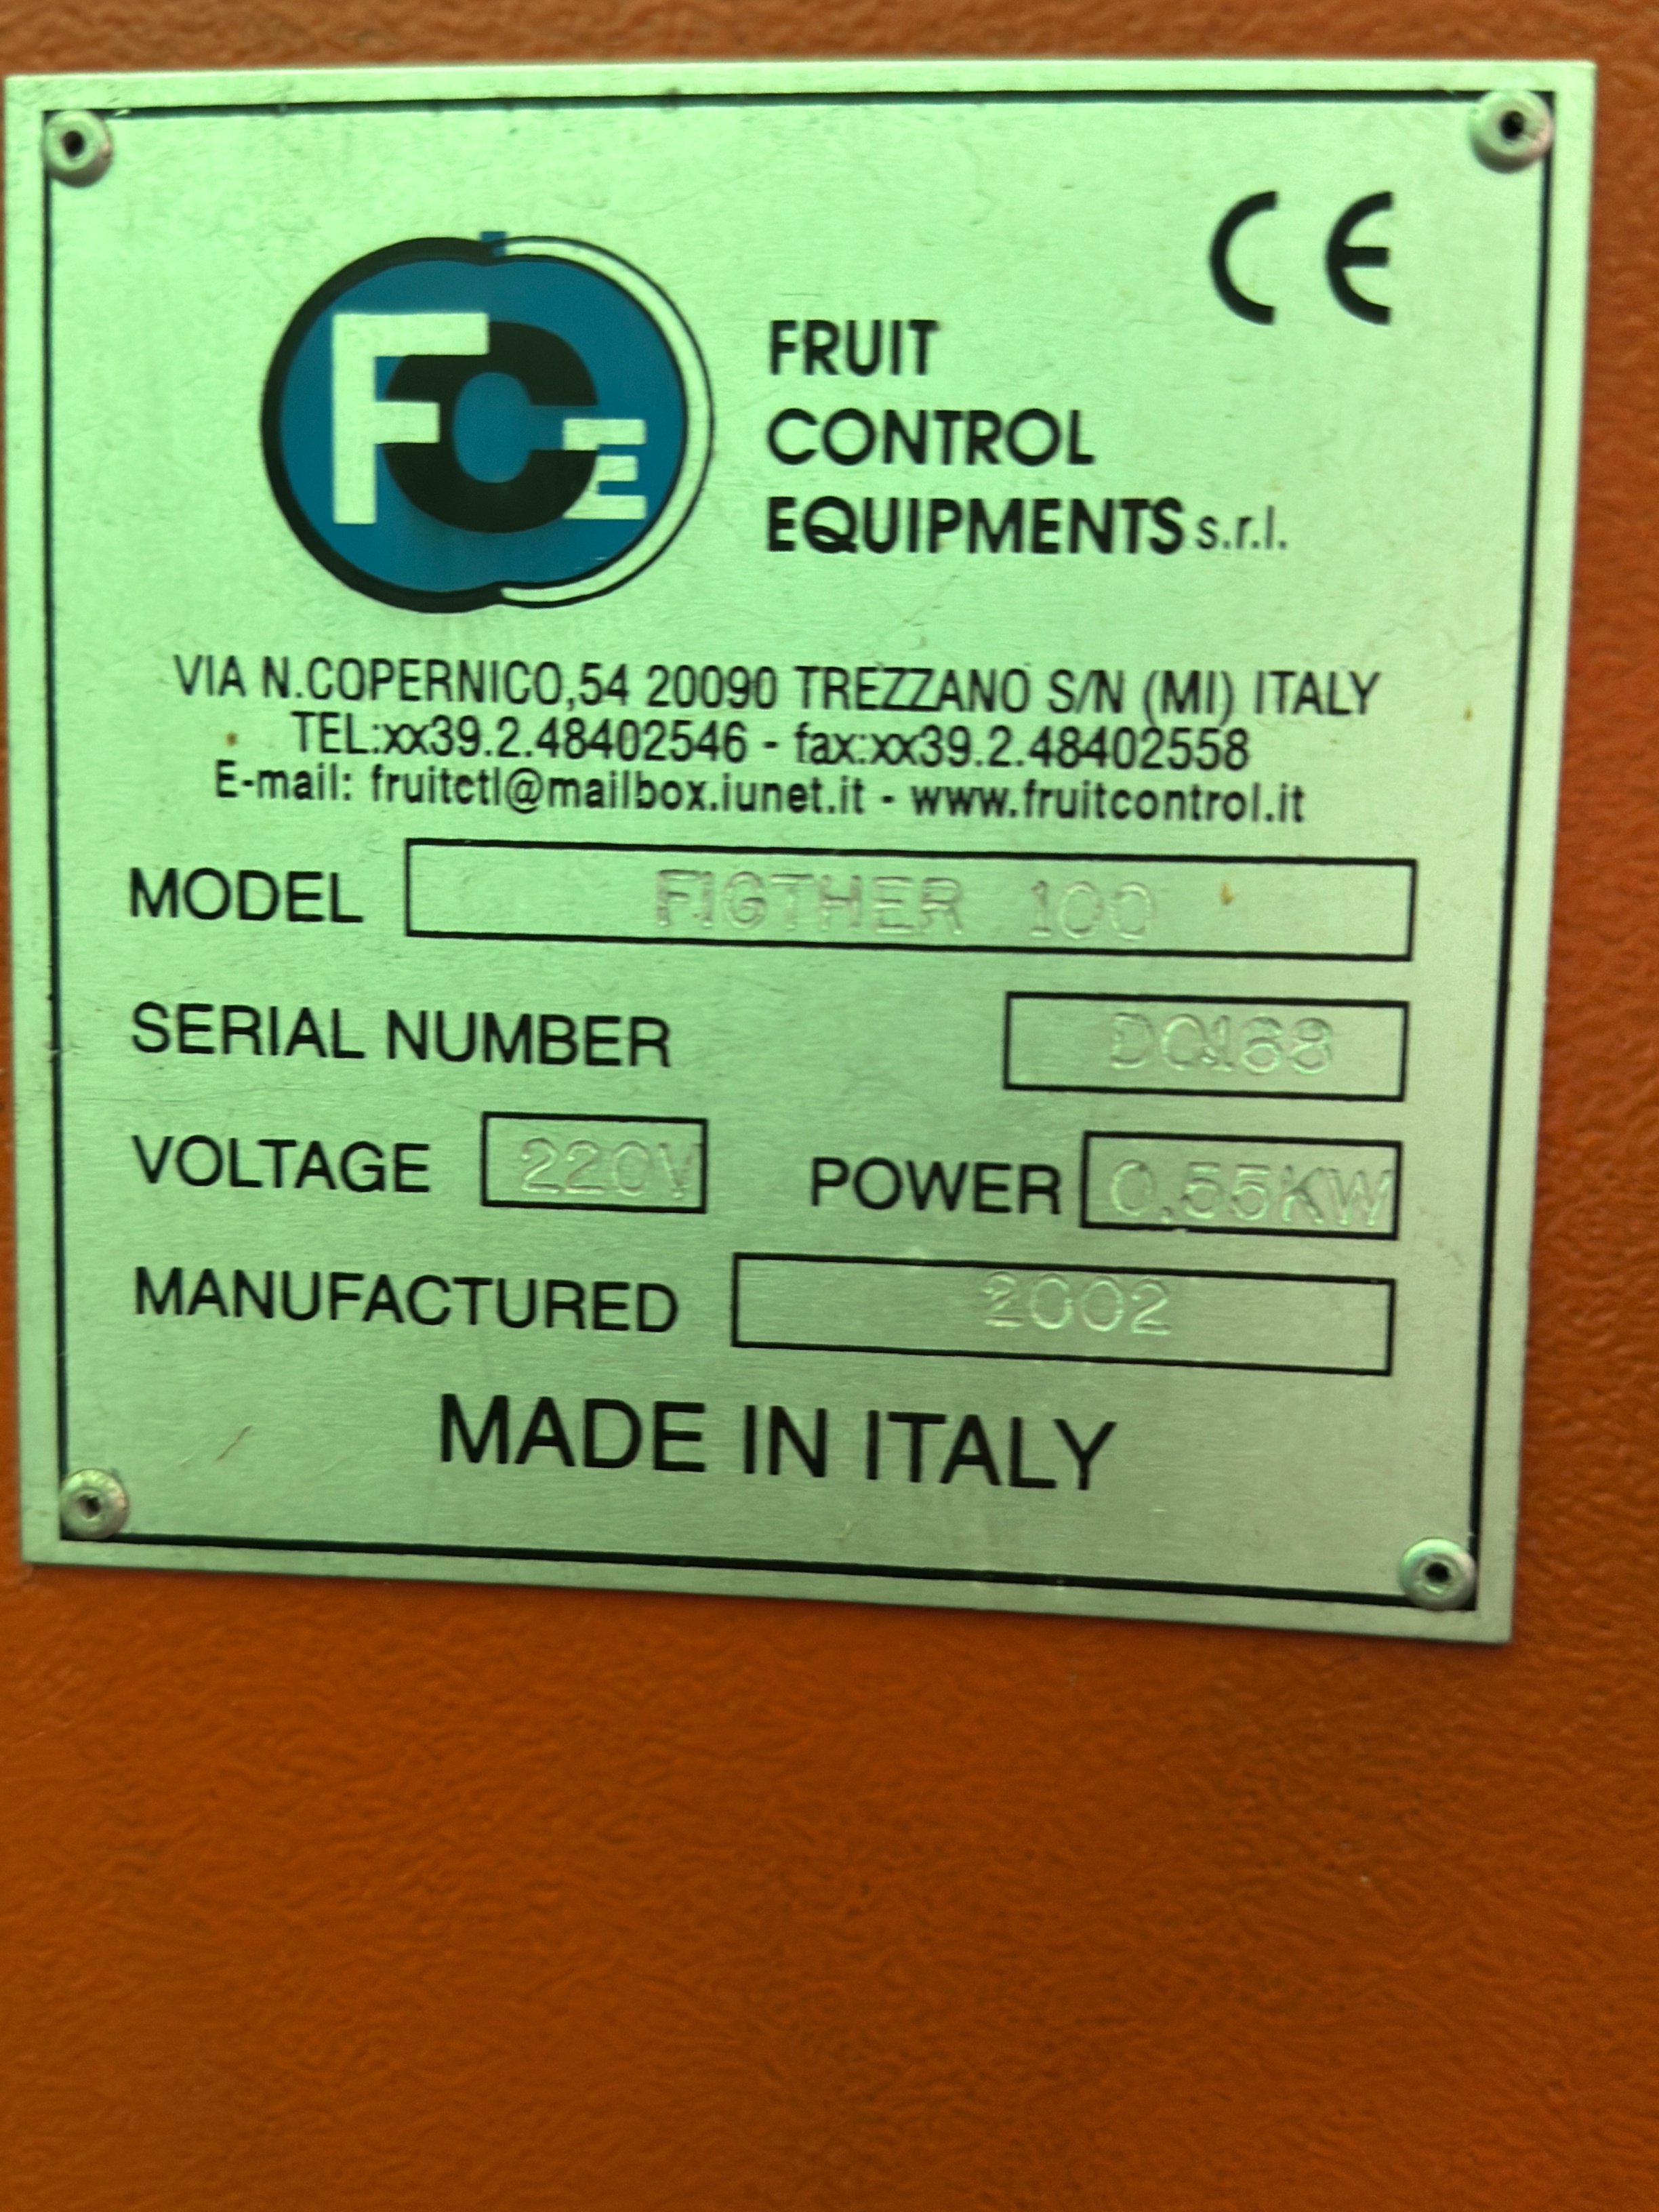 CE
FCE
FRUIT
CONTROL
EQUIPMENTS s.r.l.
VIA N.COPERNICO,54 20090 TREZZANO S/N (MI) ITALY
TEL:xx39.2.48402546 - fax:xx39.2.48402558
E-mail: fruitctl@mailbox.iunet.it - www.fruitcontrol.it
MODEL FIGTHER 100
SERIAL NUMBER
VOLTAGE 220V POWER 0.55KW
MANUFACTURED 2002
MADE IN ITALY